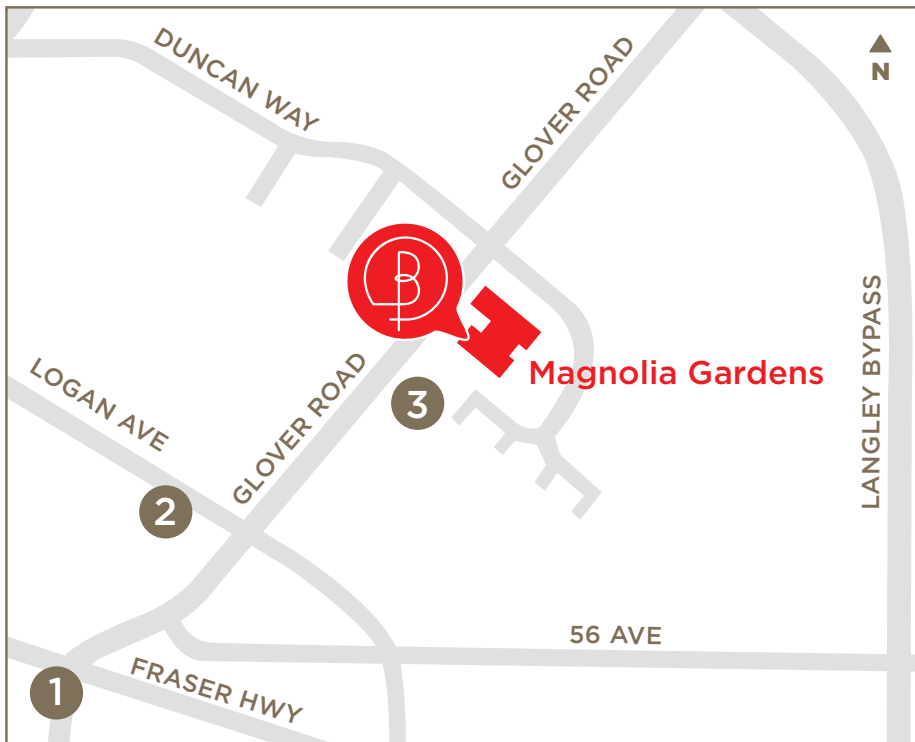 DUNCAN WAY
N
GLOVER ROAD
B
LANGLEY BYPASS
Magnolia Gardens
LOGAN AVE
GLOVER ROAD
3
2
56 AVE
1
FRASER HWY